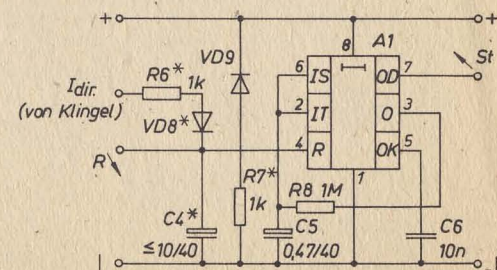 +
+
8
A1
VD9
6
IS
OD
7
St
R6*
1k
I dir.
(von Klingel)
VD8*
2
IT
O
3
R
4
R
OK
5
R7*
1k
1
R8 1M
C4*
≤10/40
C5
0,47/40
C6
10n